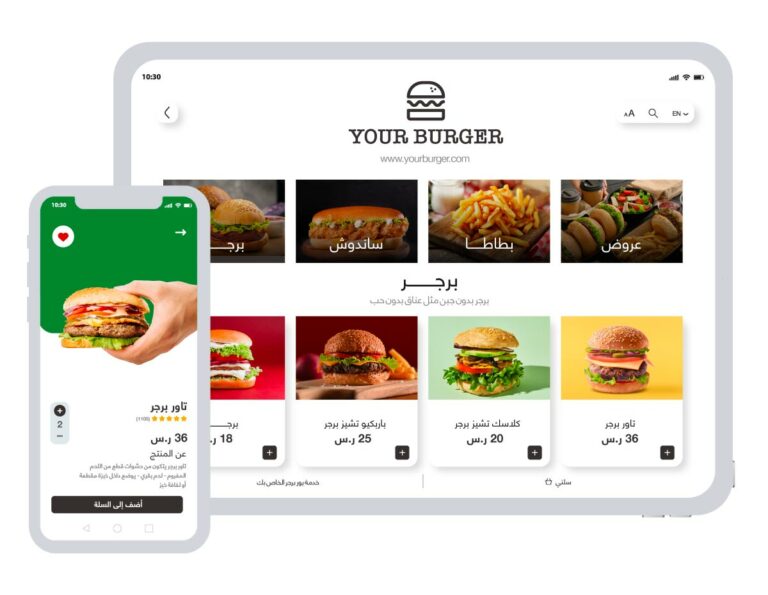 10:30
YOUR BURGER
www.yourburger.com
AA
EN
عروض
بطاطـا
ساندوش
برجـ
برجـــر
برجر بدون جبن مثل عناق بدون حب
تاور برجر
36 ر.س
كلاسك تشيز برجر
20 ر.س
باربكيو تشيز برجر
25 ر.س
برجـ
18 ر.
سلتي
خدمة يور برجر الخاص بك
10:30
تاور برجر
(1100)
2
36 ر.س
عن المنتج
تاور برجر يتكون من حشوات قطع من اللحم
المفروم - لحم بقري - يوضع داخل خبزة مقطعة
أو لفافة خبز
أضف إلى السلة